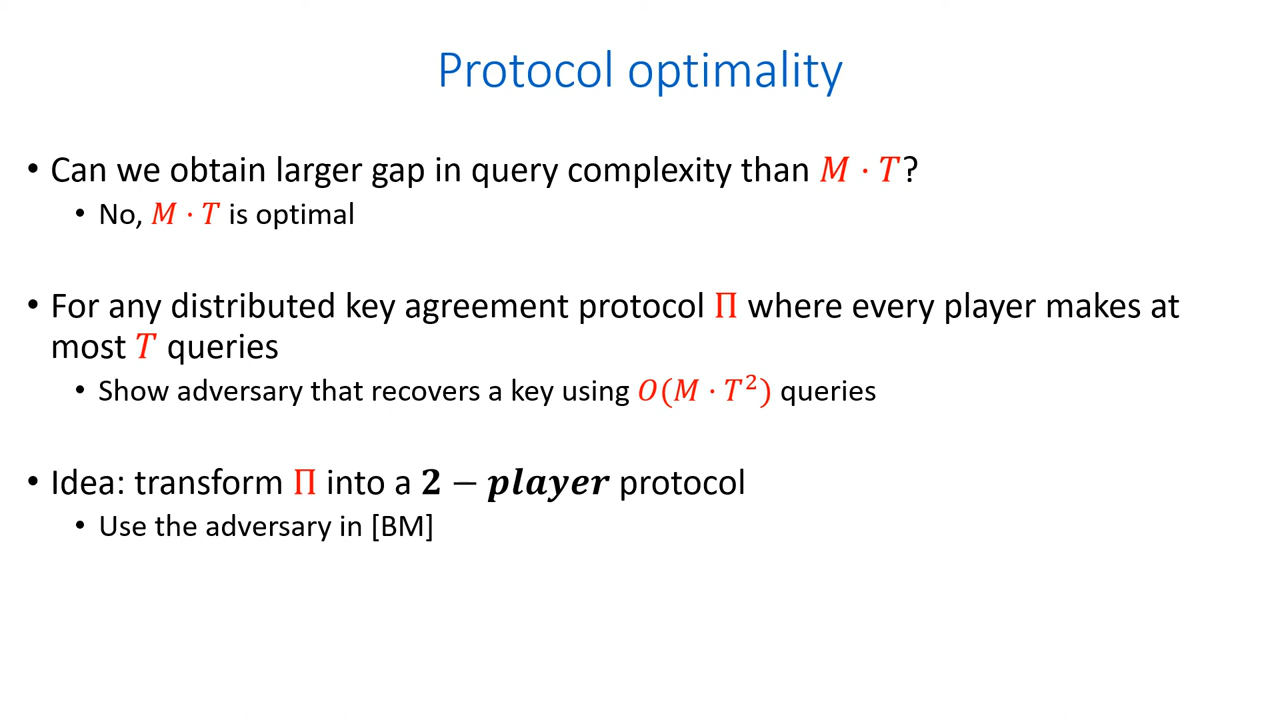 Protocol optimality
• Can we obtain larger gap in query complexity than M · T?
• No, M · T is optimal
• For any distributed key agreement protocol Π where every player makes at
most T queries
• Show adversary that recovers a key using O(M · T²) queries
• Idea: transform Π into a 2 − player protocol
• Use the adversary in [BM]